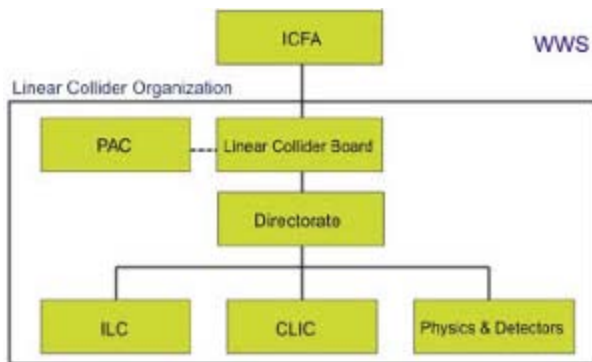 ICFA
WWS
Linear Collider Organization
PAC
Linear Collider Board
Directorate
ILC
CLIC
Physics & Detectors